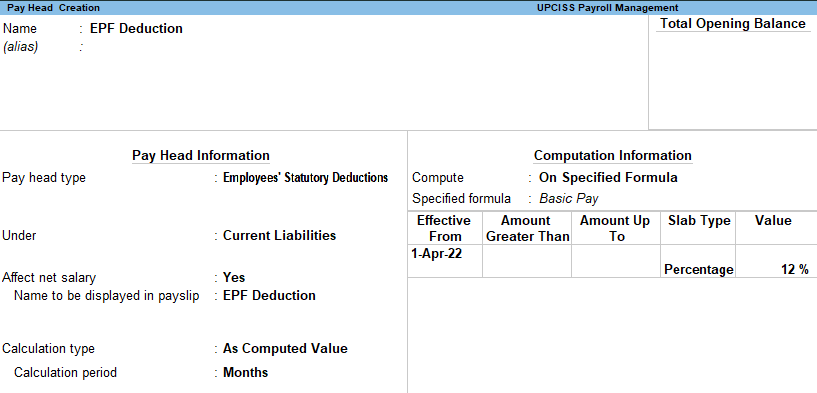 Pay Head Creation
UPCISS Payroll Management
Name : EPF Deduction
(alias) :
Total Opening Balance
Pay Head Information
Pay head type : Employees' Statutory Deductions
Under : Current Liabilities
Affect net salary : Yes
Name to be displayed in payslip : EPF Deduction
Calculation type : As Computed Value
Calculation period : Months
Computation Information
Compute : On Specified Formula
Specified formula : Basic Pay
Effective From Amount Greater Than Amount Up To Slab Type Value
1-Apr-22
Percentage 12 %